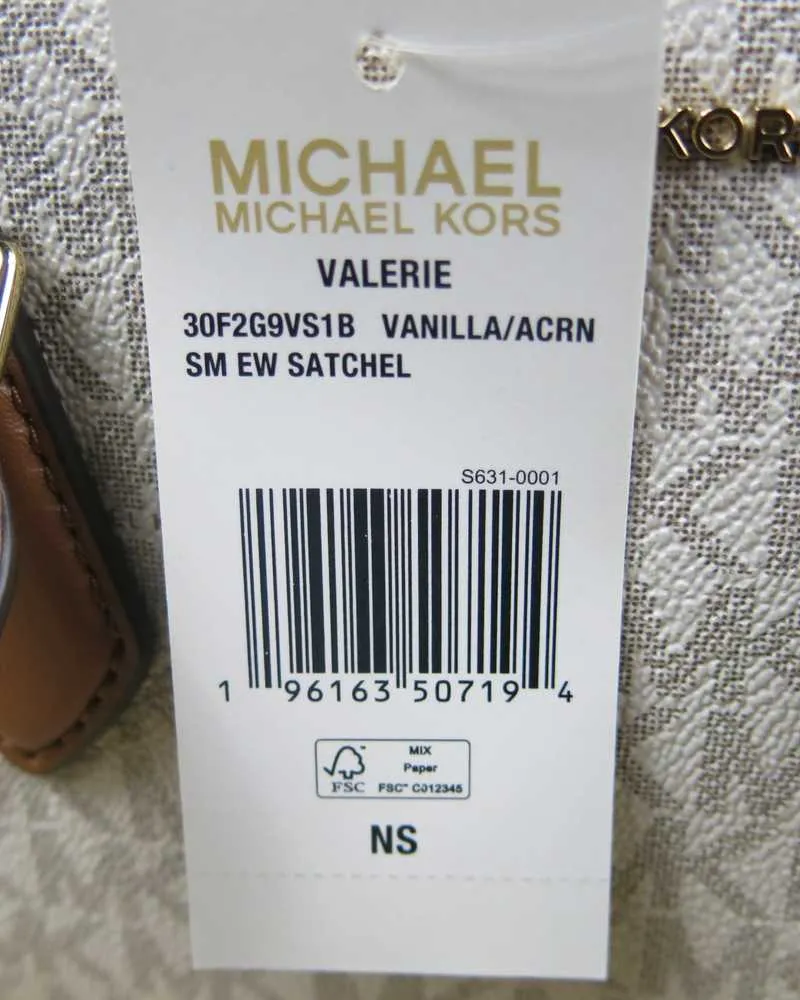 MICHAEL
MICHAEL KORS
KOR
VALERIE
30F2G9VS1B VANILLA/ACRN
SM EW SATCHEL
S631-0001
1 96163 50719 4
MIX
Paper
FSC
FSC™ C012345
NS